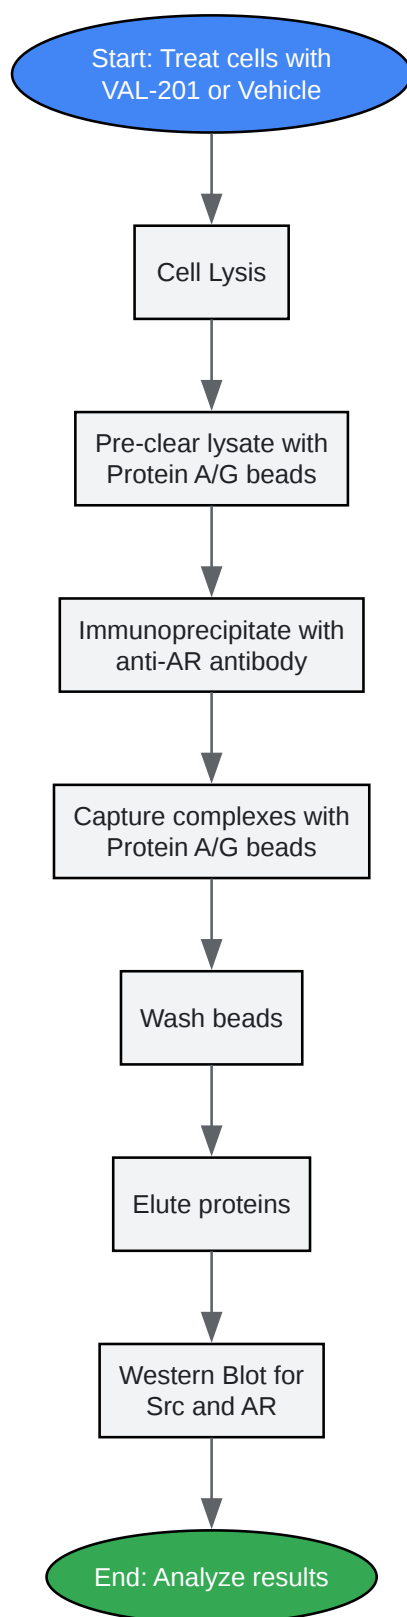 Start: Treat cells with
VAL-201 or Vehicle
Cell Lysis
Pre-clear lysate with
Protein A/G beads
Immunoprecipitate with
anti-AR antibody
Capture complexes with
Protein A/G beads
Wash beads
Elute proteins
Western Blot for
Src and AR
End: Analyze results